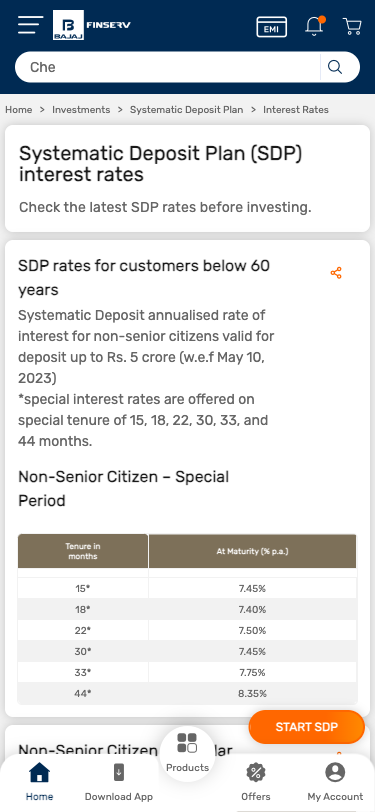 B
BAJAJ
FINSERV
EMI
Che
Home > Investments > Systematic Deposit Plan > Interest Rates
Systematic Deposit Plan (SDP)
interest rates
Check the latest SDP rates before investing.
SDP rates for customers below 60
years
Systematic Deposit annualised rate of
interest for non-senior citizens valid for
deposit up to Rs. 5 crore (w.e.f May 10,
2023)
*special interest rates are offered on
special tenure of 15, 18, 22, 30, 33, and
44 months.
Non-Senior Citizen – Special
Period
Tenure in
months
At Maturity (% p.a.)
15* 7.45%
18* 7.40%
22* 7.50%
30* 7.45%
33* 7.75%
44* 8.35%
START SDP
Non-Senior Citizen
Home
Download App
Products
Offers
My Account